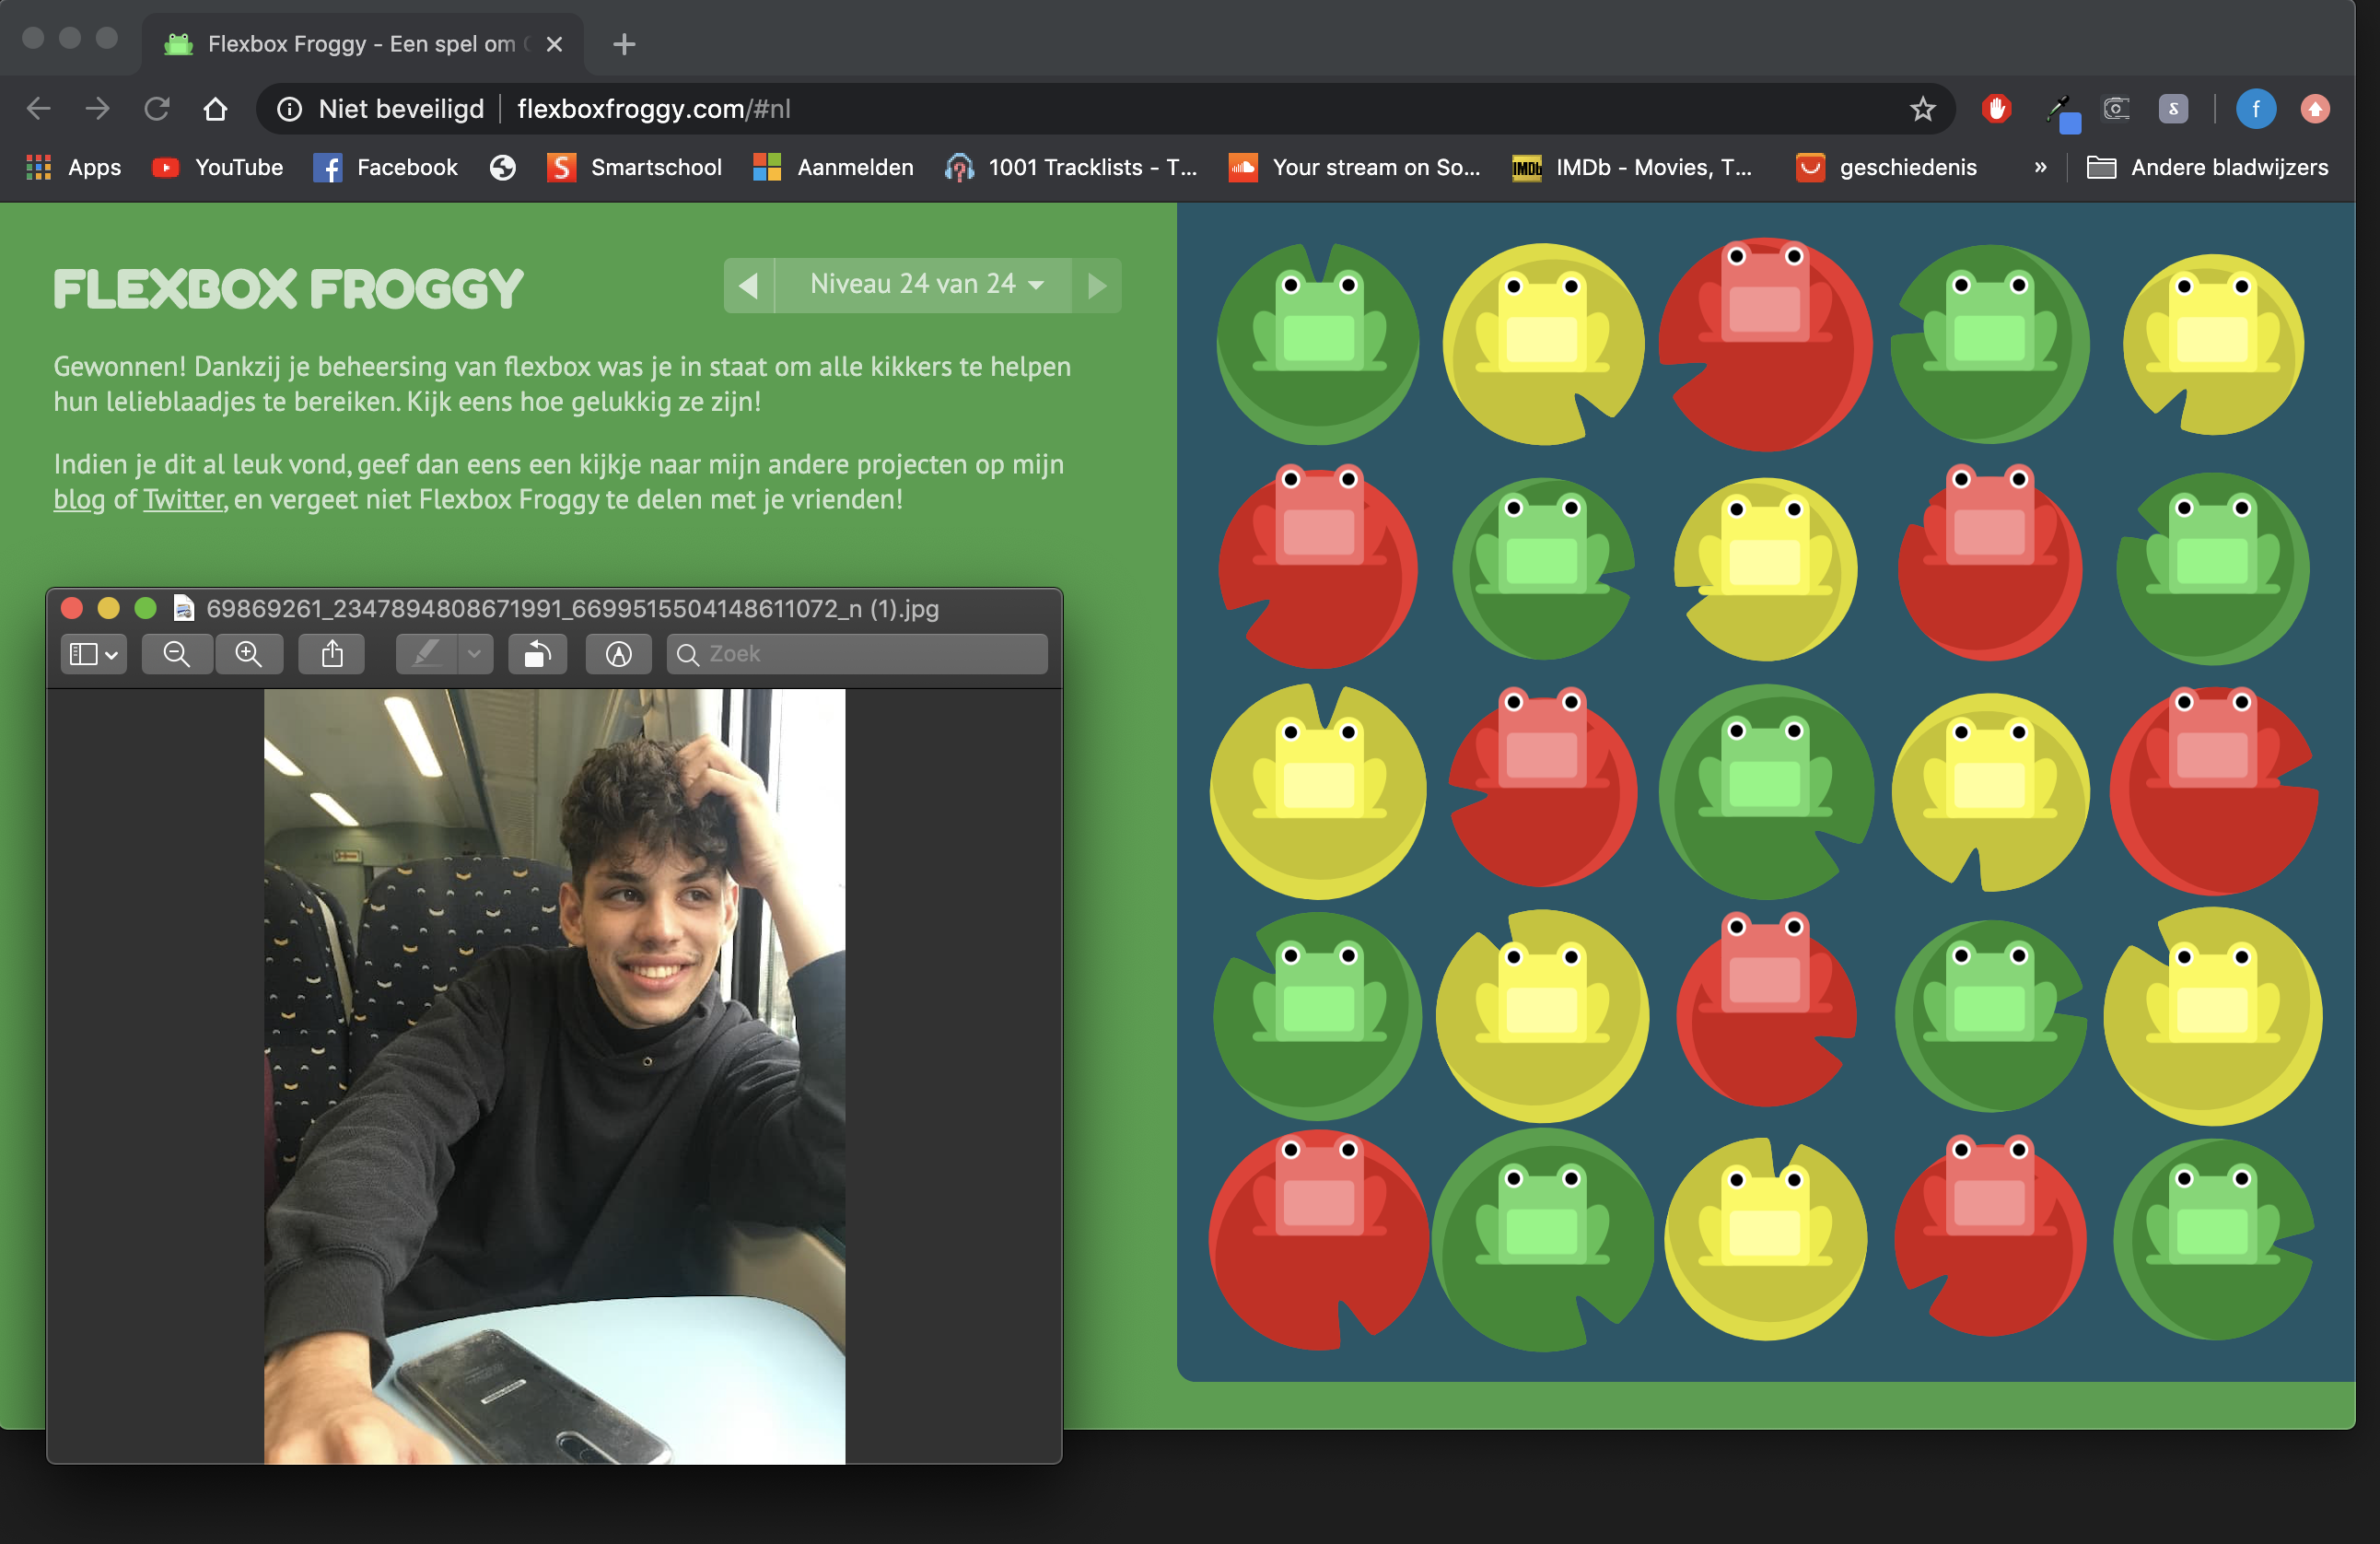 Flexbox Froggy - Een spel om
Niet beveiligd
flexboxfroggy.com/#nl
f
Apps
YouTube
Facebook
Smartschool
Aanmelden
1001 Tracklists - T...
Your stream on So...
IMDb
IMDb - Movies, T...
geschiedenis
»
Andere bladwijzers
FLEXBOX FROGGY
Niveau 24 van 24
Gewonnen! Dankzij je beheersing van flexbox was je in staat om alle kikkers te helpen
hun lelieblaadjes te bereiken. Kijk eens hoe gelukkig ze zijn!
Indien je dit al leuk vond, geef dan eens een kijkje naar mijn andere projecten op mijn
blog of Twitter, en vergeet niet Flexbox Froggy te delen met je vrienden!
69869261_2347894808671991_6699515504148611072_n (1).jpg
Zoek